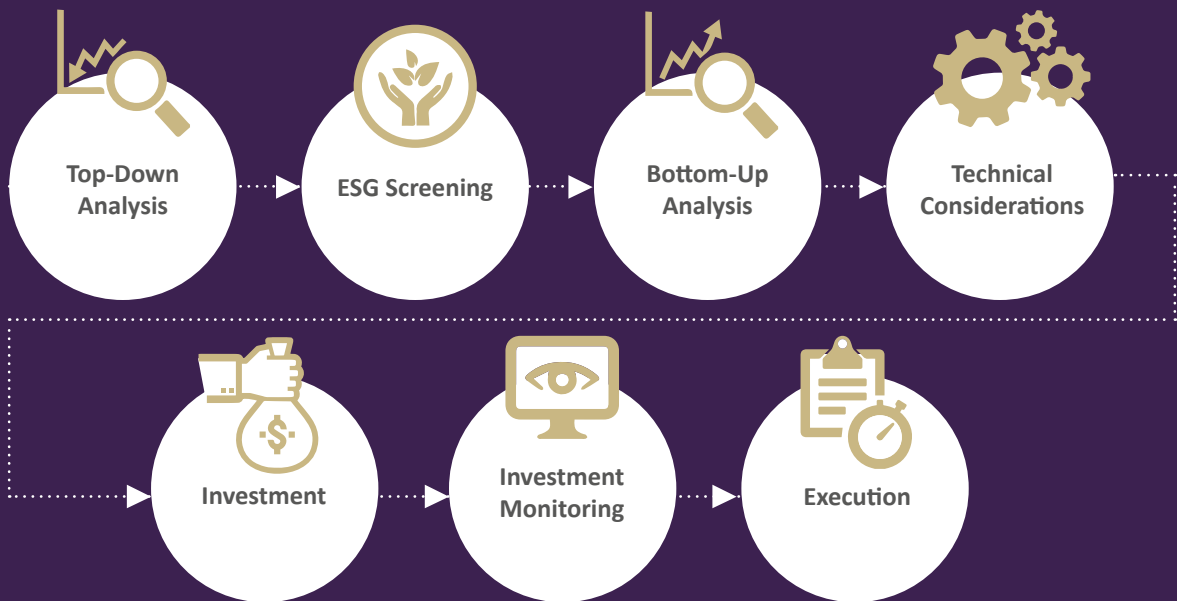 Top-Down
Analysis
ESG Screening
Bottom-Up
Analysis
Technical
Considerations
$
Investment
Investment
Monitoring
Execution